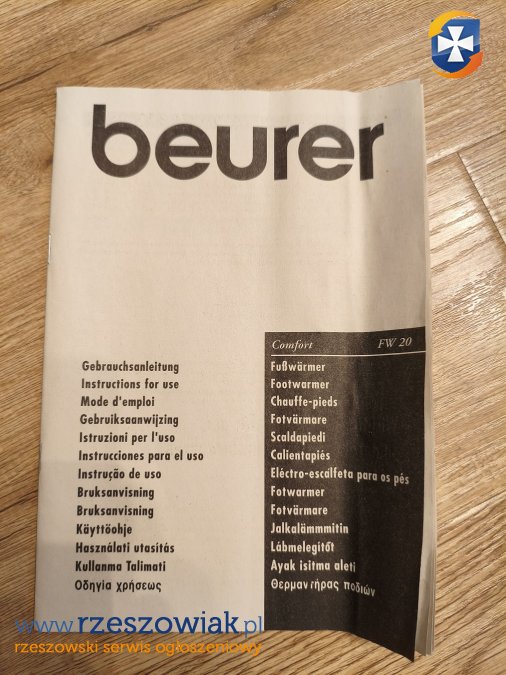 beurer
Comfort FW 20
Gebrauchsanleitung
Instructions for use
Mode d'emploi
Gebruiksaanwijzing
Istruzioni per l'uso
Instrucciones para el uso
Instrução de uso
Bruksanvisning
Bruksanvisning
Käyttöohje
Használati utasítás
Kullanma Talimati
Οδηγία χρήσεως
Fußwärmer
Footwarmer
Chauffe-pieds
Fotvärmare
Scaldapiedi
Calientapiés
Eléctro-escalfeta para os pés
Fotwarmer
Fotvärmare
Jalkalämmmitin
Lábmelegítőt
Ayak isitma aleti
Θερμαντήρας ποδιών
www.rzeszowiak.pl
rzeszowski serwis ogłoszeniowy